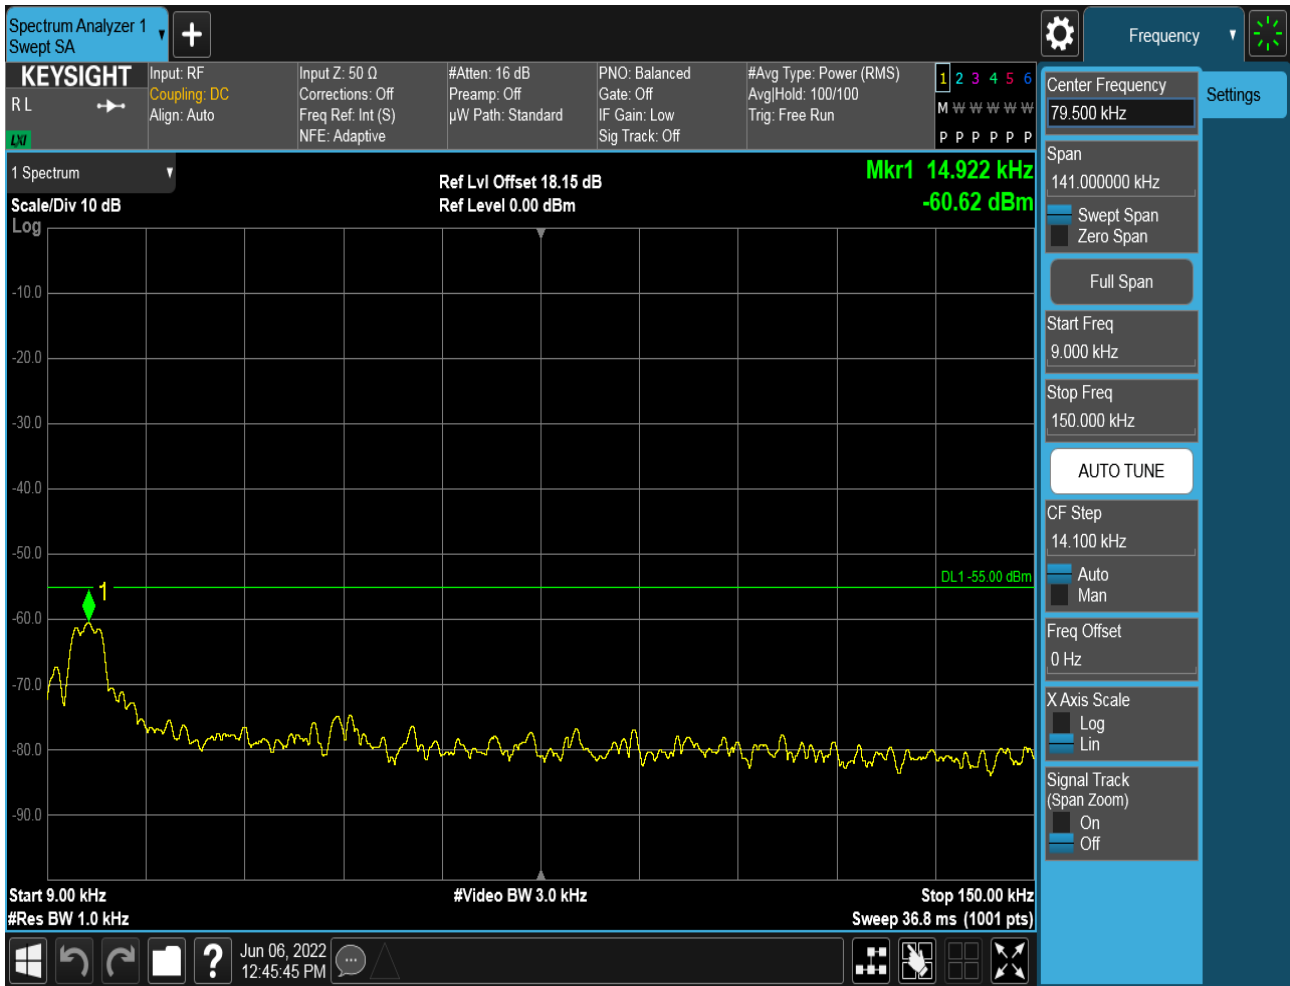 Spectrum Analyzer 1
Swept SA
Frequency
KEYSIGHT
R L
LXI
Input: RF
Coupling: DC
Align: Auto
Input Z: 50 Ω
Corrections: Off
Freq Ref: Int (S)
NFE: Adaptive
#Atten: 16 dB
Preamp: Off
µW Path: Standard
PNO: Balanced
Gate: Off
IF Gain: Low
Sig Track: Off
#Avg Type: Power (RMS)
Avg|Hold: 100/100
Trig: Free Run
1 2 3 4 5 6
M W W W W W
P P P P P P
1 Spectrum
Scale/Div 10 dB
Log
Ref Lvl Offset 18.15 dB
Ref Level 0.00 dBm
Mkr1 14.922 kHz
-60.62 dBm
-10.0
-20.0
-30.0
-40.0
-50.0
DL1 -55.00 dBm
1
-60.0
-70.0
-80.0
-90.0
Start 9.00 kHz
#Res BW 1.0 kHz
#Video BW 3.0 kHz
Stop 150.00 kHz
Sweep 36.8 ms (1001 pts)
?
Jun 06, 2022
12:45:45 PM
Center Frequency
79.500 kHz
Settings
Span
141.000000 kHz
Swept Span
Zero Span
Full Span
Start Freq
9.000 kHz
Stop Freq
150.000 kHz
AUTO TUNE
CF Step
14.100 kHz
Auto
Man
Freq Offset
0 Hz
X Axis Scale
Log
Lin
Signal Track
(Span Zoom)
On
Off